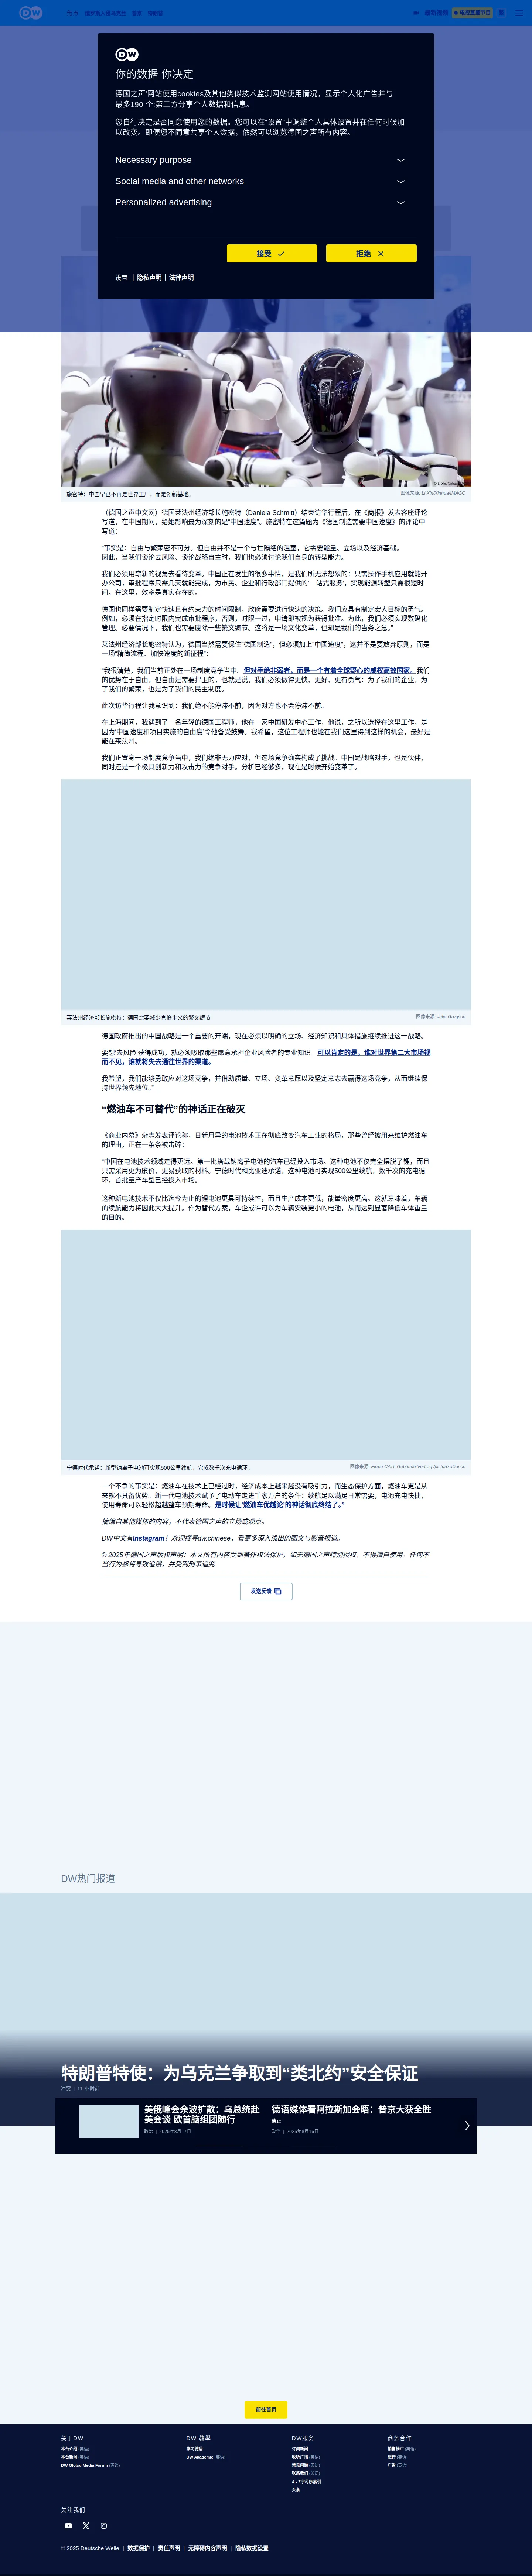 DW
你的数据 你决定
德国之声'网站使用cookies及其他类似技术监测网站使用情况，显示个人化广告并与
最多190 个;第三方分享个人数据和信息。
您自行决定是否同意使用您的数据。您可以在“设置”中调整个人具体设置并在任何时候加
以改变。即便您不同意共享个人数据，依然可以浏览德国之声所有内容。
Necessary purpose
Social media and other networks
Personalized advertising
接受
拒绝
设置 | 隐私声明 | 法律声明
施密特：中国早已不再是世界工厂，而是创新基地。
（德国之声中文网）德国莱法州经济部长施密特（Daniela Schmitt）结束访华行程后，在《商报》发表客座评论
写道，在中国期间，给她影响最为深刻的是“中国速度”。施密特在这篇题为《德国制造需要中国速度》的评论中
写道：
“事实是：自由与繁荣密不可分。但自由并不是一个与世隔绝的温室，它需要能量、立场以及经济基础。
因此，当我们谈论去风险、谈论战略自主时，我们也必须讨论我们自身的转型能力。
我们必须用崭新的视角去看待变革。中国正在发生的很多事情，是我们所无法想象的：只需操作手机应用就能开
办公司，审批程序只需几天就能完成，为市民、企业和行政部门提供的‘一站式服务’，实现能源转型只需很短时
间。在这里，效率是真实存在的。
德国也同样需要制定快速且有约束力的时间限制，政府需要进行快速的决策。我们应具有制定宏大目标的勇气。
例如，必须在指定时限内完成审批程序，否则，时限一过，申请即被视为获得批准。为此，我们必须实现数码化
管理。必要情况下，我们也需要废除一些繁文缛节。这将是一场文化变革，但却是我们的当务之急。”
莱法州经济部长施密特认为，德国当然需要保住“德国制造”，但必须加上“中国速度”，这并不是要放弃原则，而是
一场“精简流程、加快速度的新征程”：
“我很清楚，我们当前正处在一场制度竞争当中。但对手绝非弱者，而是一个有着全球野心的威权高效国家。我们
的优势在于自由，但自由是需要捍卫的，也就是说，我们必须做得更快、更好、更有勇气：为了我们的企业，为
了我们的繁荣，也是为了我们的民主制度。
此次访华行程让我意识到：我们绝不能停滞不前，因为对方也不会停滞不前。
在上海期间，我遇到了一名年轻的德国工程师，他在一家中国研发中心工作，他说，之所以选择在这里工作，是
因为‘中国速度和项目实施的自由度’令他备受鼓舞。我希望，这位工程师也能在我们这里得到这样的机会，最好是
能在莱法州。
我们正置身一场制度竞争当中，我们绝非无力应对，但这场竞争确实构成了挑战。中国是战略对手，也是伙伴，
同时还是一个极具创新力和攻击力的竞争对手。分析已经够多，现在是时候开始变革了。
莱法州经济部长施密特：德国需要减少官僚主义的繁文缛节
图像来源: Julie Gregson
德国政府推出的中国战略是一个重要的开端，现在必须以明确的立场、经济知识和具体措施继续推进这一战略。
要想‘去风险’获得成功，就必须吸取那些愿意承担企业风险者的专业知识。可以肯定的是，谁对世界第二大市场视
而不见，谁就将失去通往世界的渠道。
我希望，我们能够勇敢应对这场竞争，并借助质量、立场、变革意愿以及坚定意志去赢得这场竞争，从而继续保
持世界领先地位。”
“燃油车不可替代”的神话正在破灭
《商业内幕》杂志发表评论称，日新月异的电池技术正在彻底改变汽车工业的格局，那些曾经被用来维护燃油车
的理由，正在一条条被击碎：
“中国在电池技术领域走得更远。第一批搭载钠离子电池的汽车已经投入市场。这种电池不仅完全摆脱了锂，而且
只需采用更为廉价、更易获取的材料。宁德时代和比亚迪承诺，这种电池可实现500公里续航，数千次的充电循
环，首批量产车型已经投入市场。
这种新电池技术不仅比迄今为止的锂电池更具可持续性，而且生产成本更低，能量密度更高。这就意味着，车辆
的续航能力将因此大大提升。作为替代方案，车企或许可以为车辆安装更小的电池，从而达到显著降低车体重量
的目的。
宁德时代承诺：新型钠离子电池可实现500公里续航，完成数千次充电循环。
图像来源: Firma CATL Gebäude Vertrag /picture alliance
一个不争的事实是：燃油车在技术上已经过时，经济成本上越来越没有吸引力，而生态保护方面，燃油车更是从
来就不具备优势。新一代电池技术赋予了电动车走进千家万户的条件：续航足以满足日常需要，电池充电快捷，
使用寿命可以轻松超越整车预期寿命。是时候让‘燃油车优越论’的神话彻底终结了。”
摘编自其他媒体的内容，不代表德国之声的立场或观点。
DW中文有Instagram！欢迎搜寻dw.chinese，看更多深入浅出的图文与影音报道。
© 2025年德国之声版权声明：本文所有内容受到著作权法保护，如无德国之声特别授权，不得擅自使用。任何不
当行为都将导致追偿，并受到刑事追究
发送反馈
DW热门报道
特朗普特使：为乌克兰争取到“类北约”安全保证
冲突 | 11 小时前
美俄峰会余波扩散：乌总统赴
美会谈 欧首脑组团随行
政治 | 2025年8月17日
德语媒体看阿拉斯加会晤：普京大获全胜
德正
政治 | 2025年8月16日
前往首页
关于DW
本台介绍 (英语)
本台新闻 (英语)
DW Global Media Forum (英语)
DW 教學
学习德语
DW Akademie (英语)
DW服务
订阅新闻
收听广播 (英语)
常见问题 (英语)
联系我们 (英语)
A - Z字母序索引
头条
商务合作
销售推广 (英语)
旅行 (英语)
广告 (英语)
关注我们
© 2025 Deutsche Welle | 数据保护 | 责任声明 | 无障碍内容声明 | 隐私数据设置